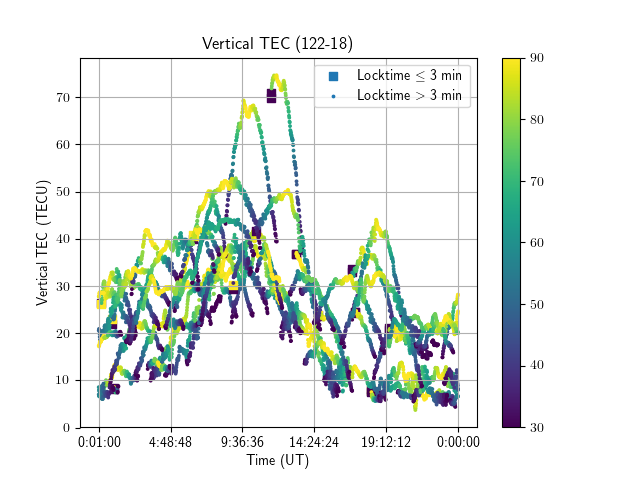 Vertical TEC (122-18)
Locktime ≤ 3 min
Locktime > 3 min
Vertical TEC (TECU)
70
60
50
40
30
20
10
0
0:01:00 4:48:48 9:36:36 14:24:24 19:12:12 0:00:00
Time (UT)
90
80
70
60
50
40
30